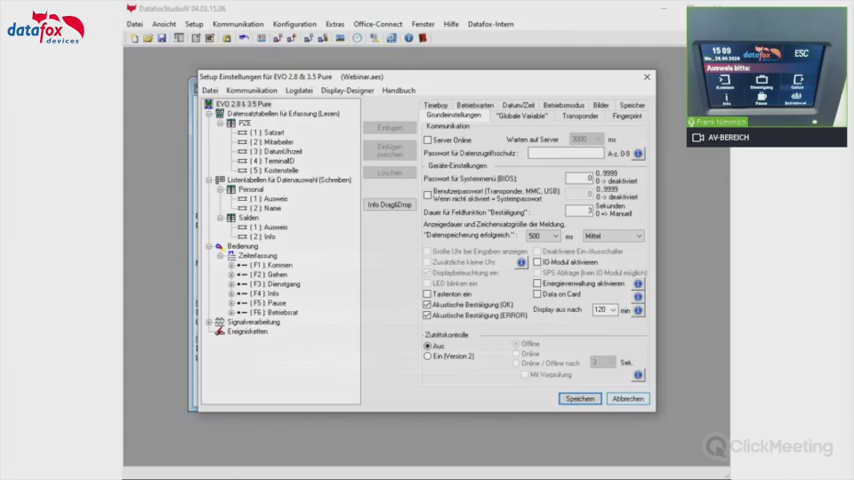 datafox
devices
DatafoxStudioIV 04.03.15.06
Datei Ansicht Setup Kommunikation Konfiguration Extras Office-Connect Fenster Hilfe Datafox-Intern
Setup Einstellungen für EVO 2.8 & 3.5 Pure (Webinar.aes)
Datei Kommunikation Logdatei Display-Designer Handbuch
EVO 2.8 & 3.5 Pure
Datensatztabellen für Erfassung (Lesen)
PZE
( 1 ): Satzart
( 2 ): Mitarbeiter
( 3 ): DatumUhrzeit
( 4 ): TerminalID
( 5 ): Kostenstelle
Listentabellen für Datenauswahl (Schreiben)
Personal
( 1 ): Ausweis
( 2 ): Name
Salden
( 1 ): Ausweis
( 2 ): Info
Bedienung
Zeiterfassung
( F1 ): Kommen
( F2 ): Gehen
( F3 ): Dienstgang
( F4 ): Info
( F5 ): Pause
( F6 ): Betriebsrat
Signalverarbeitung
Ereignisketten
Einfügen
Einfügen
zwischen
Löschen
Info Drag&Drop
Timeboy Betriebsarten Datum/Zeit Betriebsmodus Bilder Speicher
Grundeinstellungen "Globale Variable" Transponder Fingerprint
Kommunikation
Server Online Warten auf Server 3000 ms
Passwort für Datenzugriffsschutz : A-z, 0-9
Geräte-Einstellungen
Passwort für Systemmenü (BIOS): 0 0..9999
0 -> deaktiviert
Benutzerpasswort (Transponder, MMC, USB): 0 0..9999
Wenn nicht aktiviert = Systempasswort 0 -> deaktiviert
Dauer für Feldfunktion "Bestätigung" : 3 Sekunden
0 => Manuell
Anzeigedauer und Zeichensatzgröße der Meldung,
"Datenspeicherung erfolgreich." : 500 ms Mittel
Große Uhr bei Eingaben anzeigen Deaktiviere Ein-/Ausschalter
Zusätzliche kleine Uhr IO-Modul aktivieren
Displaybeleuchtung ein SPS Abfrage (kein IO Modul möglich)
LED blinken ein Energieverwaltung aktivieren
Tastenton ein Data on Card
Akustische Bestätigung (OK) Display aus nach 120 min
Akustische Bestätigung (ERROR)
Zutrittskontrolle
Aus Offline
Ein (Version 2) Online
Online / Offline nach 3 Sek.
Mit Vorprüfung
Speichern Abbrechen
15 09 datafox ESC
Ausweis bitte:
Kommen Dienstgang Gehen
Info Pause Betriebsrat
Frank Nimmich
AV-BEREICH
ClickMeeting